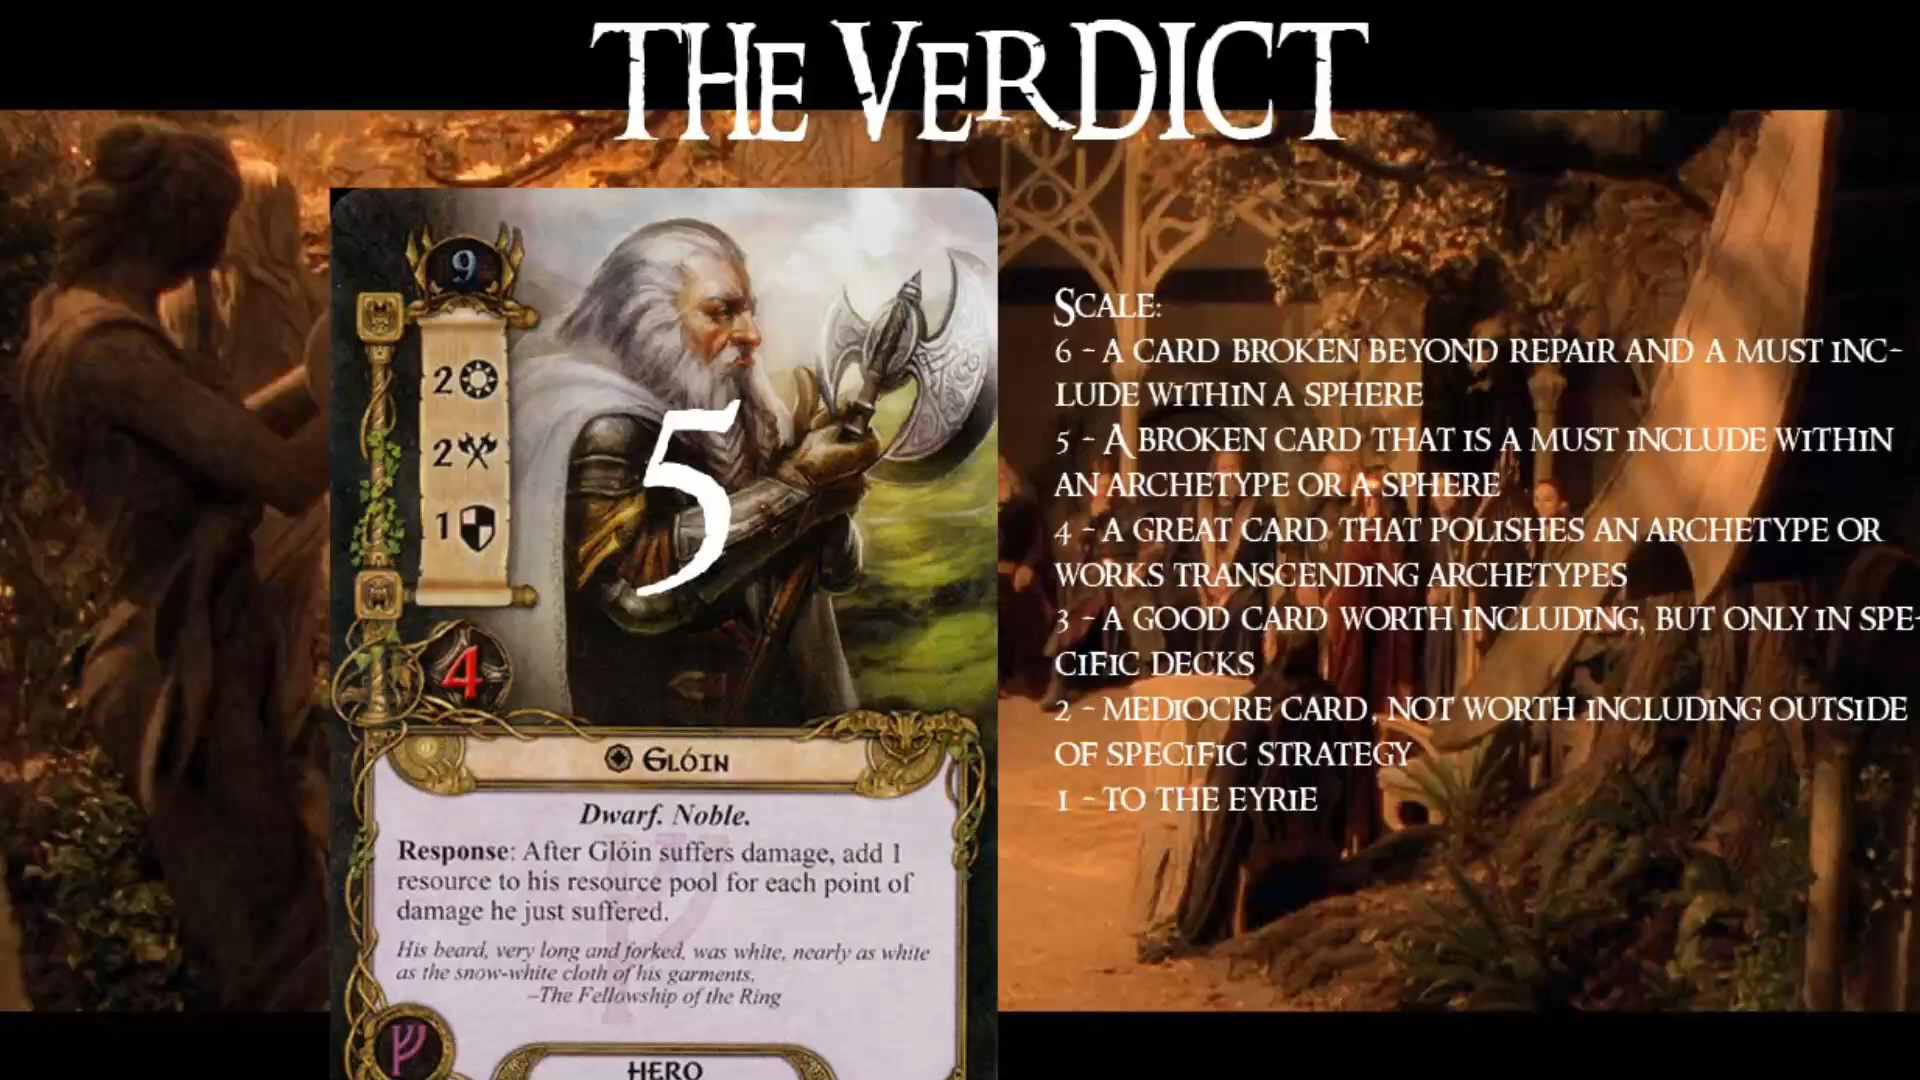 THE VERDICT
9
2
2
1
4
5
GLÓIN
Dwarf. Noble.
Response: After Glóin suffers damage, add 1
resource to his resource pool for each point of
damage he just suffered.
His beard, very long and forked, was white, nearly as white
as the snow-white cloth of his garments.
–The Fellowship of the Ring
HERO
SCALE:
6 - A CARD BROKEN BEYOND REPAIR AND A MUST INC-
LUDE WITHIN A SPHERE
5 - A BROKEN CARD THAT IS A MUST INCLUDE WITHIN
AN ARCHETYPE OR A SPHERE
4 - A GREAT CARD THAT POLISHES AN ARCHETYPE OR
WORKS TRANSCENDING ARCHETYPES
3 - A GOOD CARD WORTH INCLUDING, BUT ONLY IN SPE-
CIFIC DECKS
2 - MEDIOCRE CARD, NOT WORTH INCLUDING OUTSIDE
OF SPECIFIC STRATEGY
1 - TO THE EYRIE